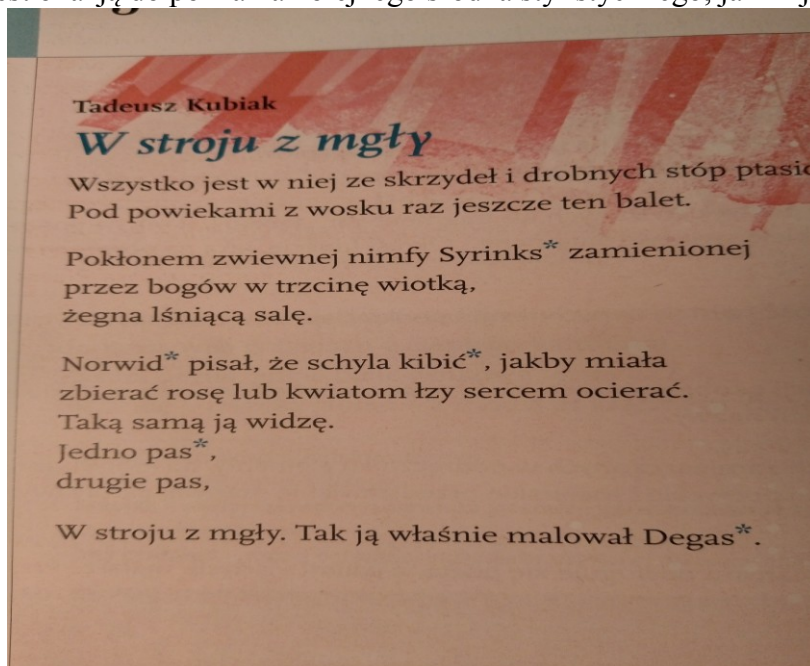 Tadeusz Kubiak
W stroju z mgły
Wszystko jest w niej ze skrzydeł i drobnych stóp
Pod powiekami z wosku raz jeszcze ten balet.
Pokłonem zwiewnej nimfy Syrinks* zamienionej
przez bogów w trzcinę wiotką,
żegna lśniącą salę.
Norwid* pisał, że schyla kibić*, jakby miała
zbierać rosę lub kwiatom łzy sercem ocierać.
Taką samą ją widzę.
Jedno pas*,
drugie pas,
W stroju z mgły. Tak ją właśnie malował Degas*.